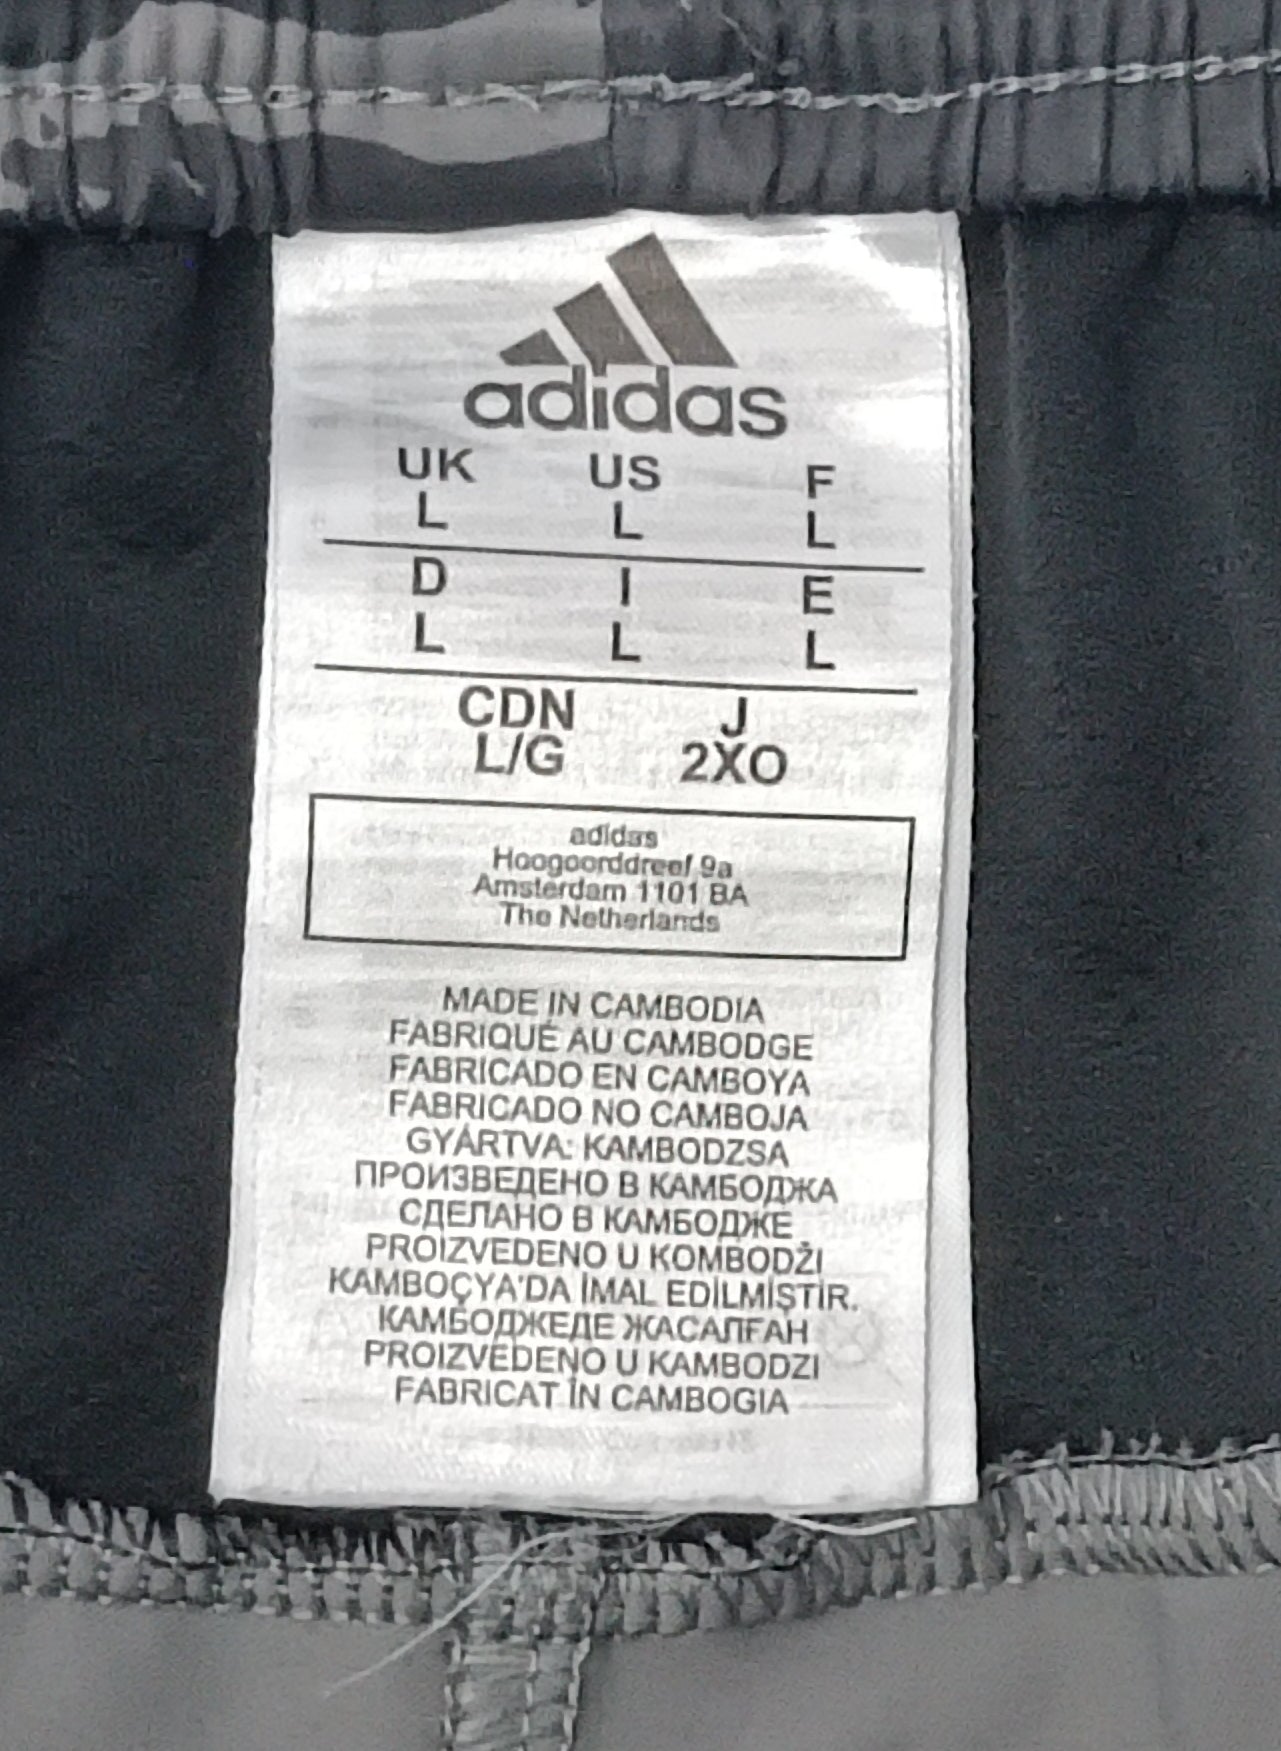 adidas
UK US F
L L L
D I E
L L L
CDN J
L/G 2XO
adidas
Hoogoorddreef 9a
Amsterdam 1101 BA
The Netherlands
MADE IN CAMBODIA
FABRIQUÉ AU CAMBODGE
FABRICADO EN CAMBOYA
FABRICADO NO CAMBOJA
GYÁRTVA: KAMBODZSA
ПРОИЗВЕДЕНО В КАМБОДЖА
СДЕЛАНО В КАМБОДЖЕ
PROIZVEDENO U KOMBODŽI
KAMBOÇYA'DA İMAL EDİLMİŞTİR.
КАМБОДЖЕДЕ ЖАСАЛҒАН
PROIZVEDENO U KAMBODZI
FABRICAT ÎN CAMBOGIA